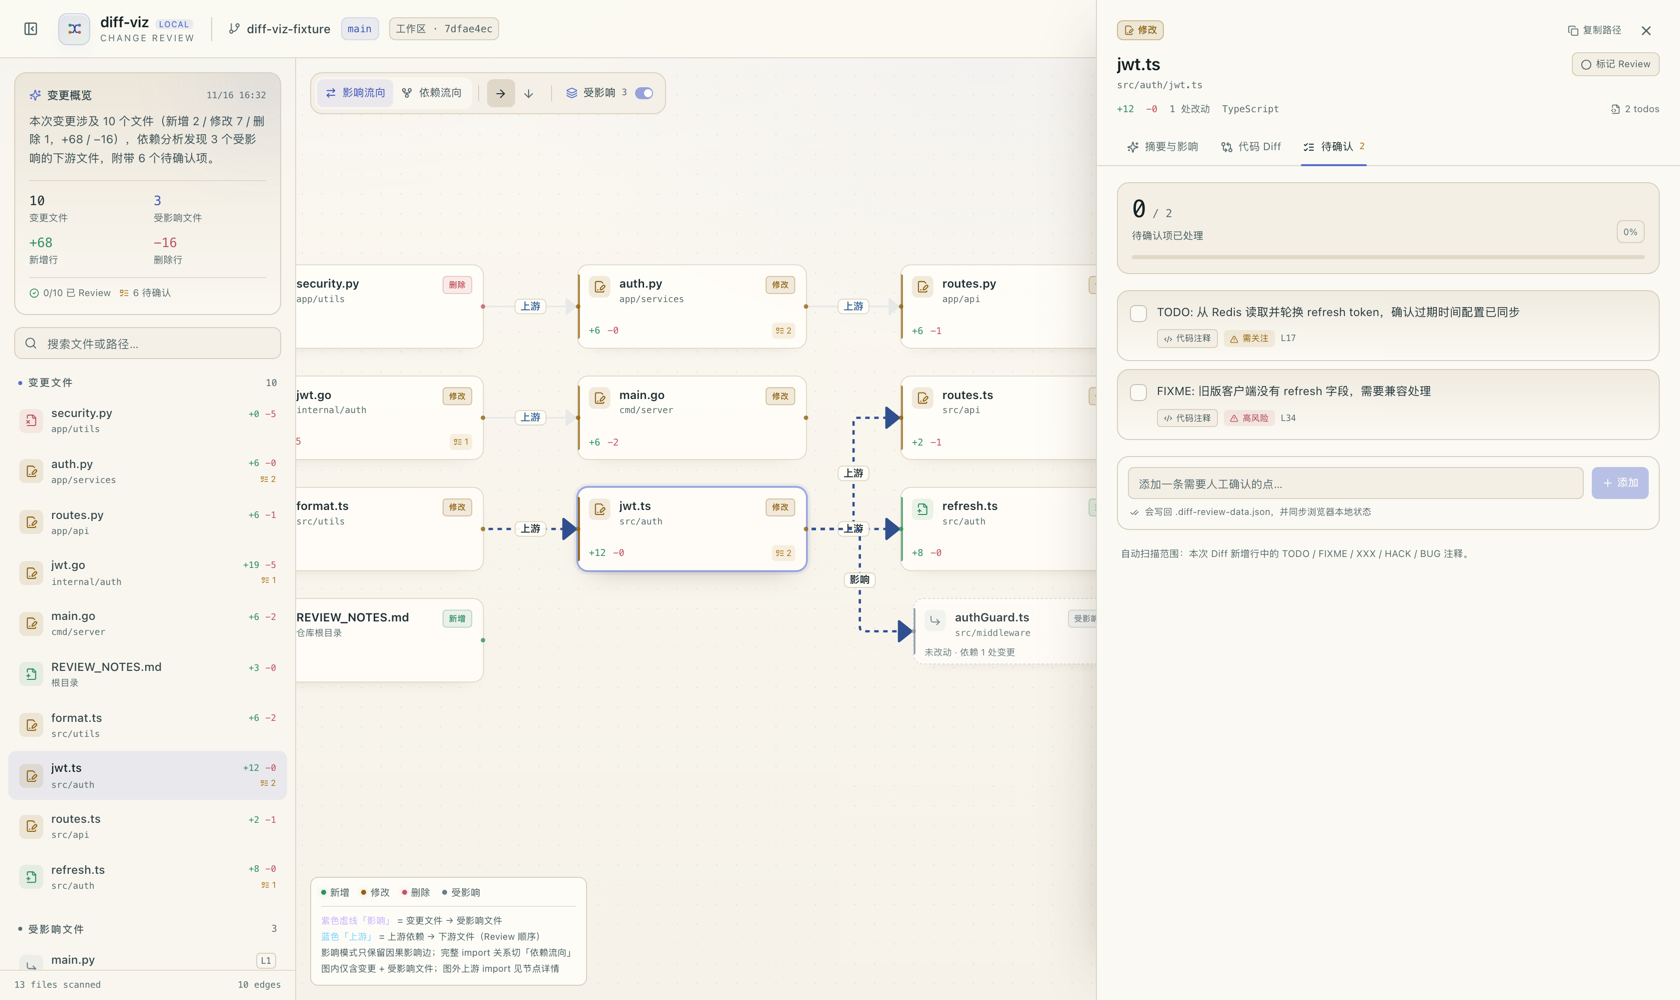 diff-viz LOCAL
CHANGE REVIEW
diff-viz-fixture
main
工作区 · 7dfae4ec
变更概览
11/16 16:32
本次变更涉及 10 个文件（新增 2 / 修改 7 / 删
除 1，+68 / −16），依赖分析发现 3 个受影
响的下游文件，附带 6 个待确认项。
10
变更文件
3
受影响文件
+68
新增行
−16
删除行
0/10 已 Review
6 待确认
搜索文件或路径...
变更文件
10
security.py
+0 −5
app/utils
auth.py
+6 −0
app/services
2
routes.py
+6 −1
app/api
jwt.go
+19 −5
internal/auth
1
main.go
+6 −2
cmd/server
REVIEW_NOTES.md
+3 −0
根目录
format.ts
+6 −2
src/utils
jwt.ts
+12 −0
src/auth
2
routes.ts
+2 −1
src/api
refresh.ts
+8 −0
src/auth
1
受影响文件
3
main.py
L1
13 files scanned
10 edges
影响流向
依赖流向
受影响 3
security.py
删除
app/utils
上游
auth.py
修改
app/services
+6 −0
2
上游
routes.py
app/api
+6 −1
jwt.go
修改
internal/auth
5
1
上游
main.go
修改
cmd/server
+6 −2
routes.ts
src/api
+2 −1
上游
format.ts
修改
src/utils
上游
jwt.ts
修改
src/auth
+12 −0
2
上游
refresh.ts
src/auth
+8 −0
影响
REVIEW_NOTES.md
新增
仓库根目录
authGuard.ts
受影响
src/middleware
未改动 · 依赖 1 处变更
新增
修改
删除
受影响
紫色虚线「影响」 = 变更文件 → 受影响文件
蓝色「上游」 = 上游依赖 → 下游文件（Review 顺序）
影响模式只保留因果影响边；完整 import 关系切「依赖流向」
图内仅含变更 + 受影响文件；图外上游 import 见节点详情
修改
复制路径
jwt.ts
标记 Review
src/auth/jwt.ts
+12 −0 1 处改动 TypeScript
2 todos
摘要与影响
代码 Diff
待确认 2
0 / 2
待确认项已处理
0%
TODO: 从 Redis 读取并轮换 refresh token，确认过期时间配置已同步
代码注释
需关注
L17
FIXME: 旧版客户端没有 refresh 字段，需要兼容处理
代码注释
高风险
L34
添加一条需要人工确认的点...
添加
会写回 .diff-review-data.json，并同步浏览器本地状态
自动扫描范围：本次 Diff 新增行中的 TODO / FIXME / XXX / HACK / BUG 注释。